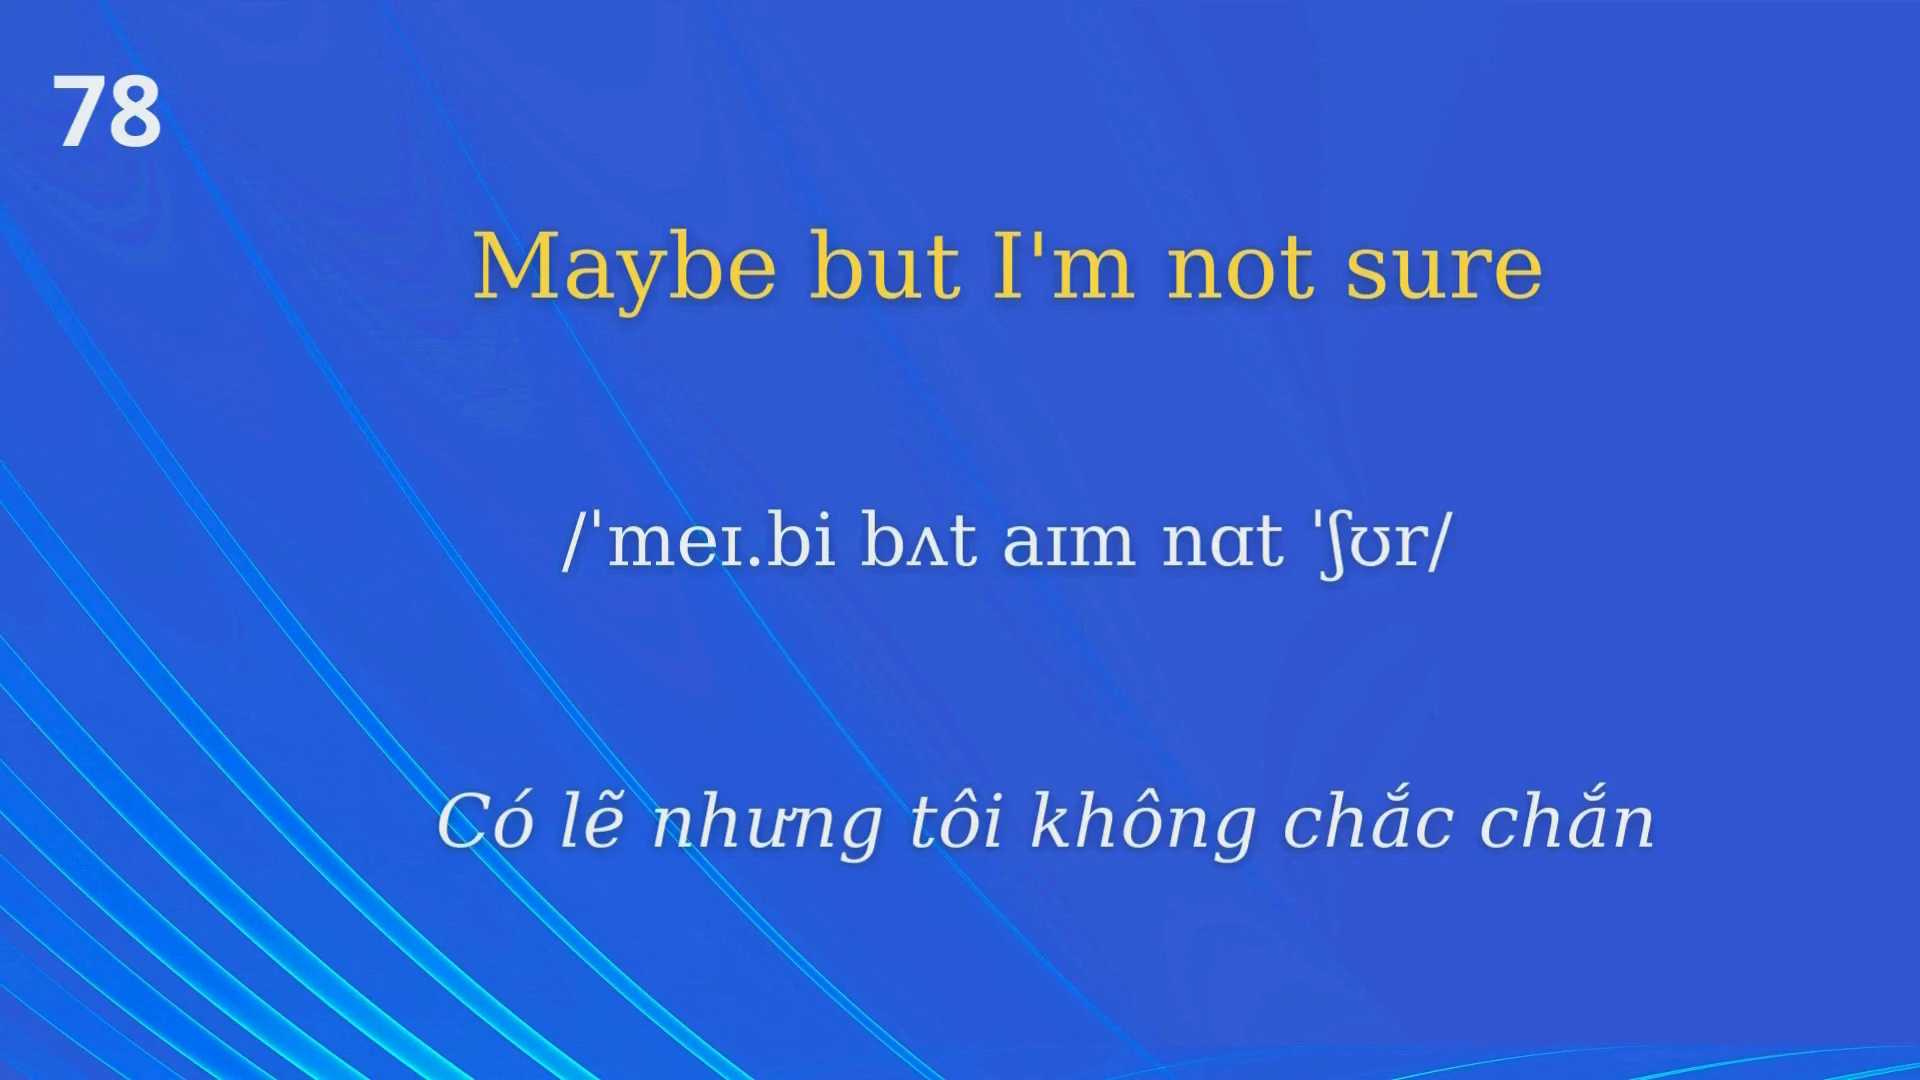 78
Maybe but I'm not sure
/ˈmeɪ.bi bʌt aɪm nɑt ˈʃʊr/
Có lẽ nhưng tôi không chắc chắn